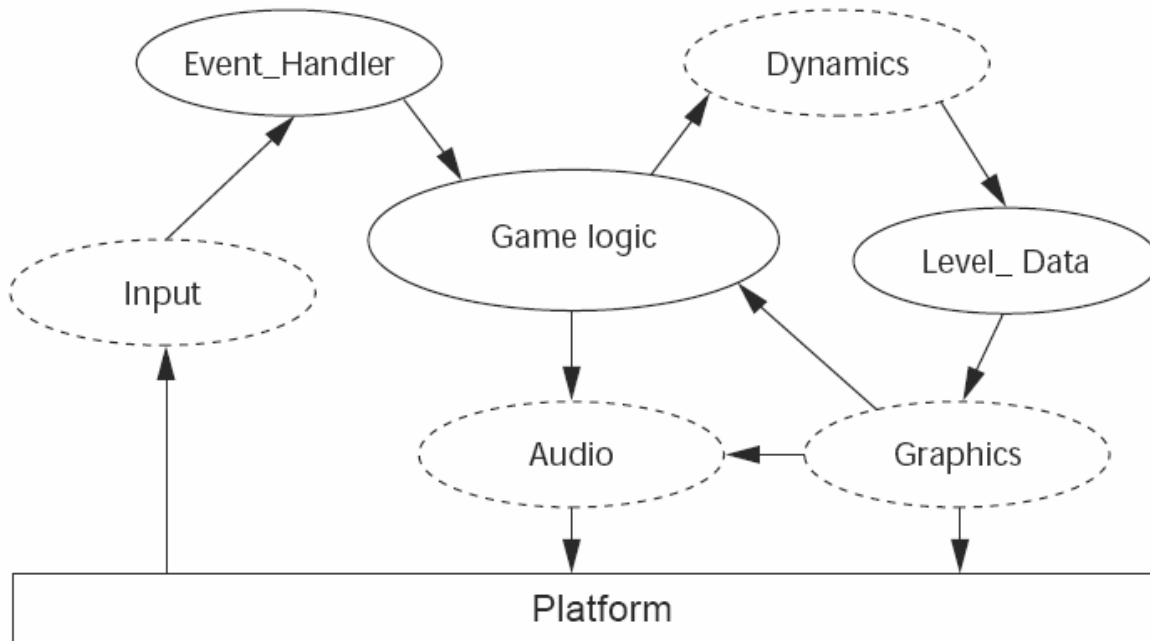 Event_Handler
Dynamics
Game logic
Level_ Data
Input
Audio
Graphics
Platform